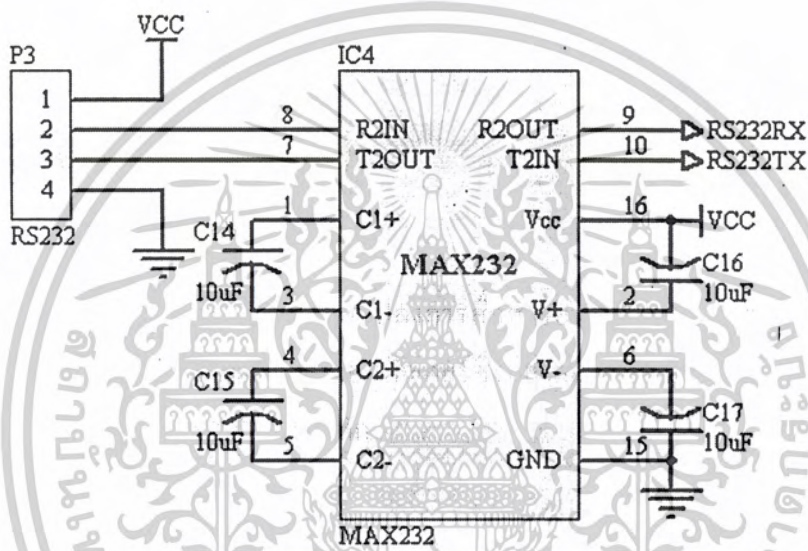 VCC
P3
IC4
1
2
3
4
RS232
8
7
R2IN
T2OUT
R2OUT
T2IN
9
10
RS232RX
RS232TX
1
C1+
C14
10uF
3
C1-
4
C2+
C15
10uF
5
C2-
MAX232
Vcc
16
VCC
C16
10uF
V+
2
V-
6
C17
10uF
GND
15
MAX232